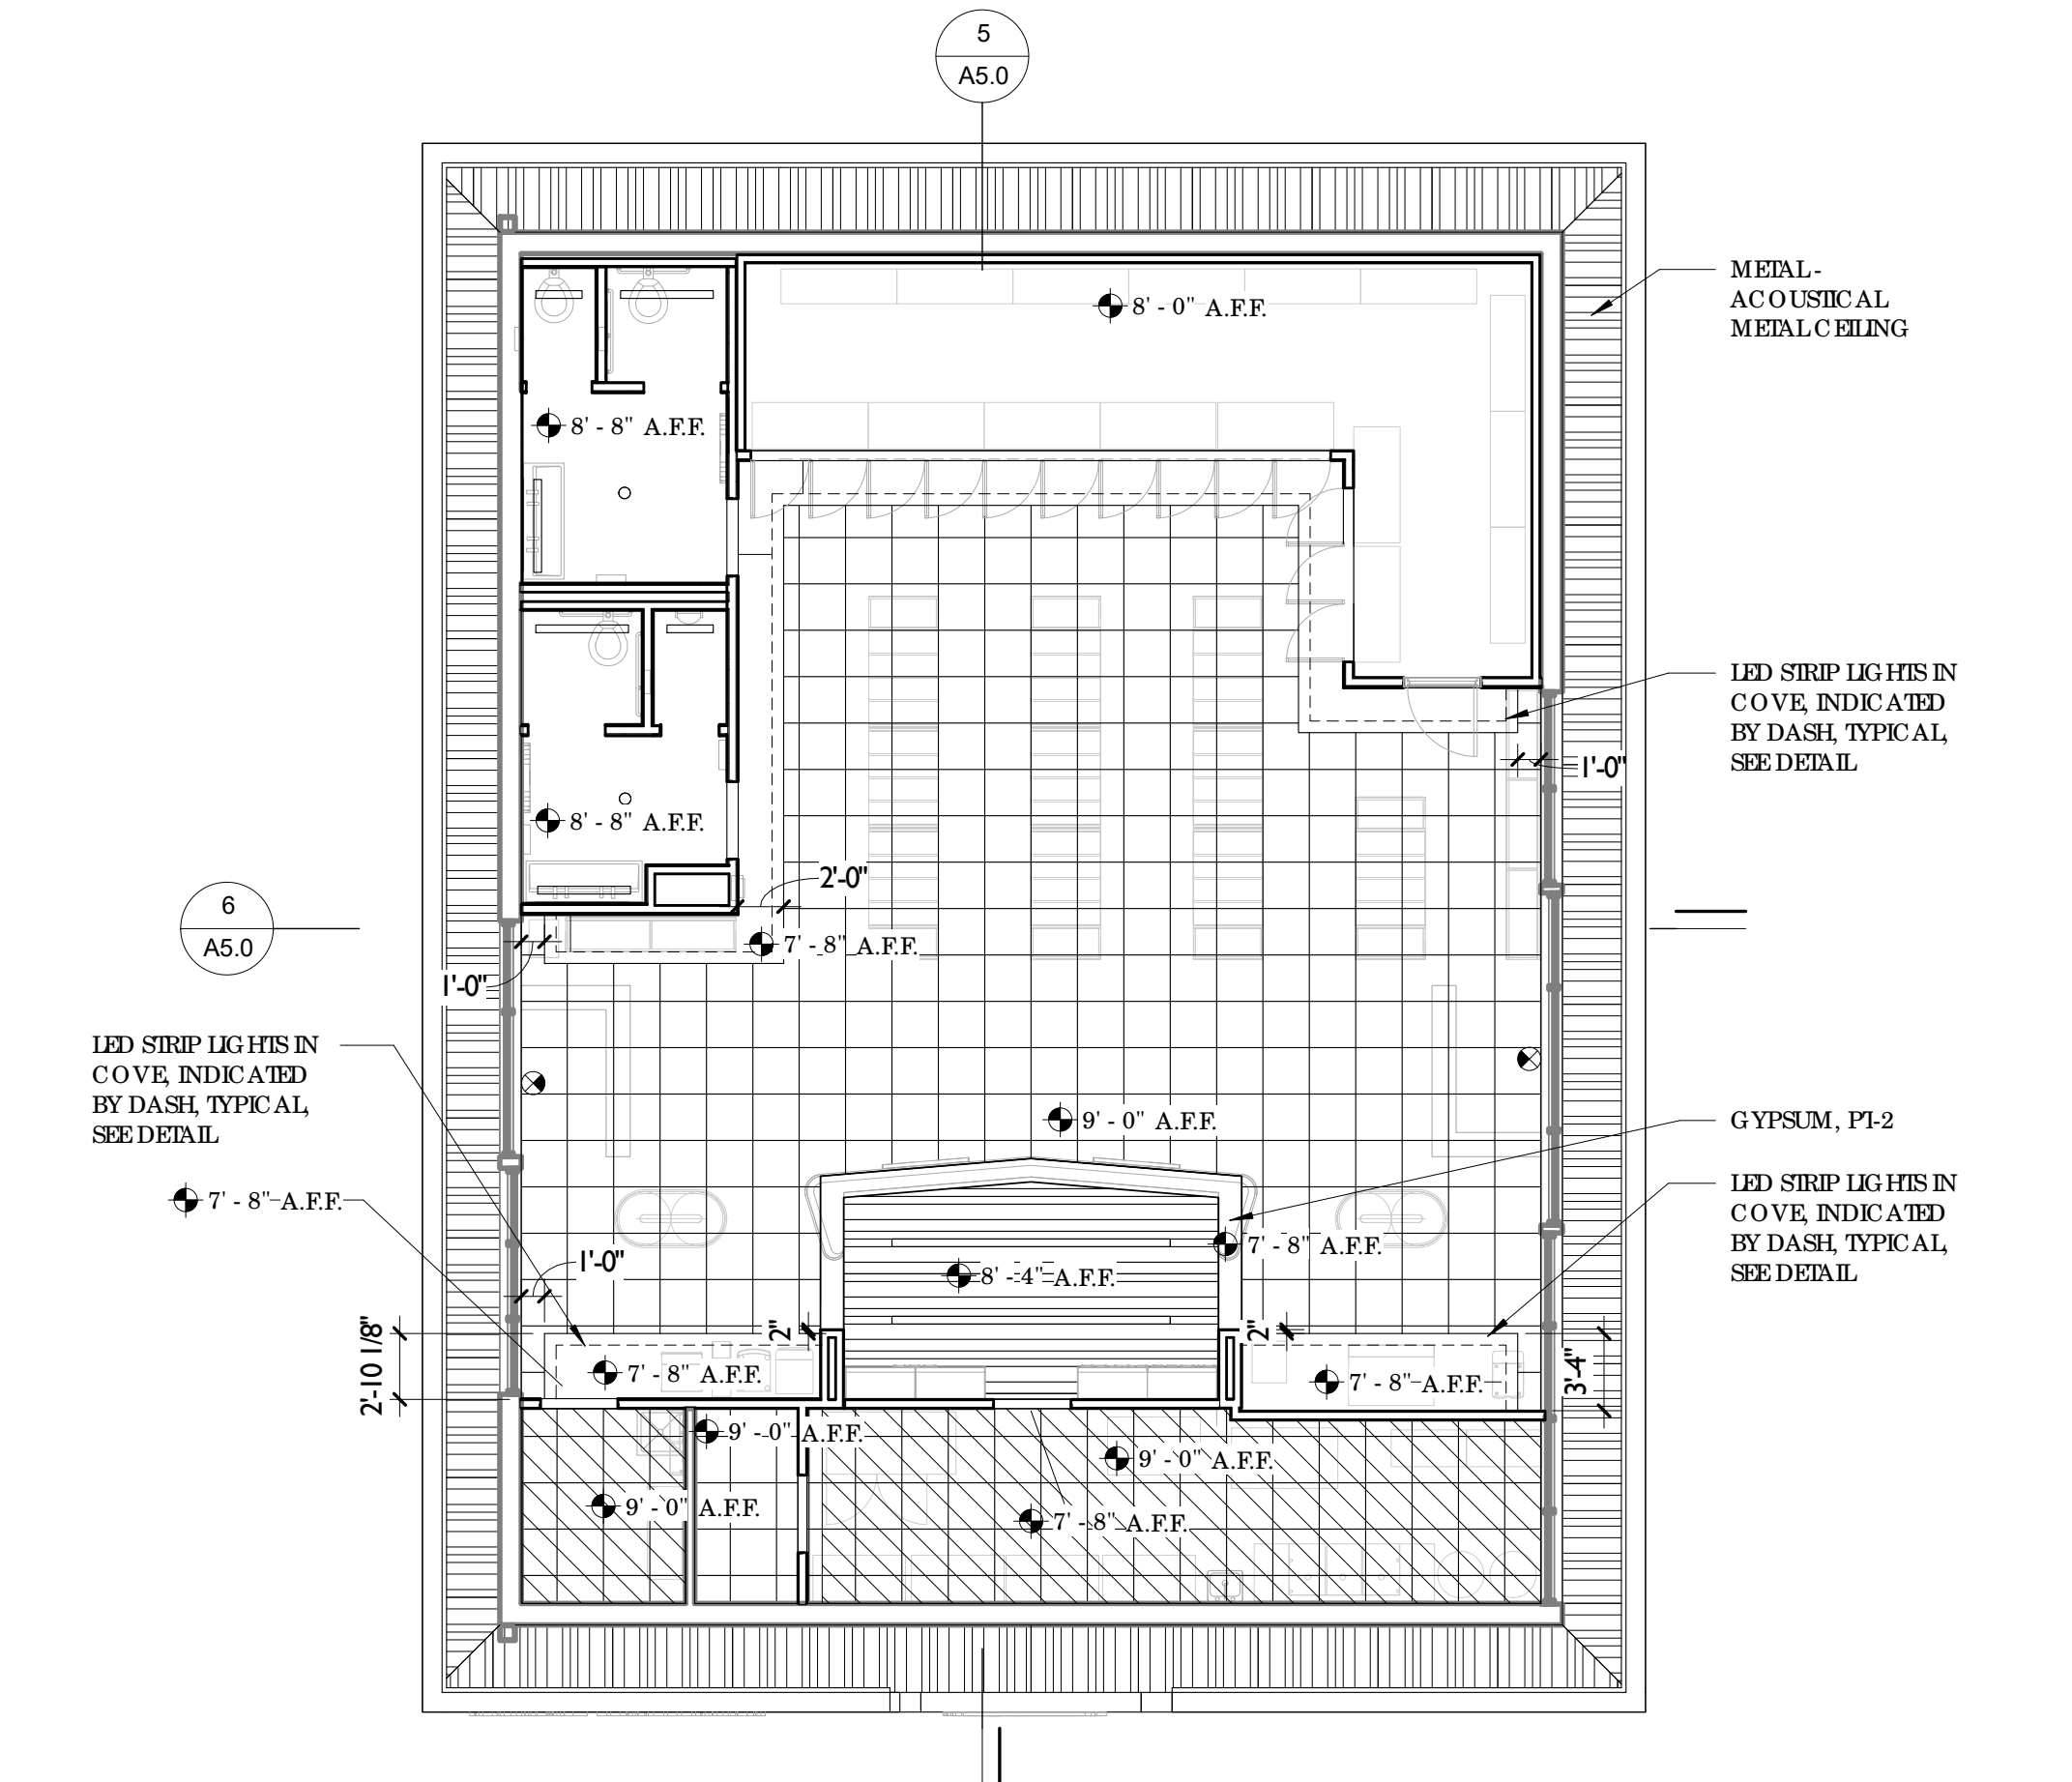 5
A5.0
METAL -
ACOUSTICAL
METAL CEILING
8' - 0" A.F.F.
8' - 8" A.F.F.
LED STRIP LIGHTS IN
COVE, INDICATED
BY DASH, TYPICAL,
SEE DETAIL
1'-0"
8' - 8" A.F.F.
2'-0"
6
A5.0
7' - 8" A.F.F.
1'-0"
LED STRIP LIGHTS IN
COVE, INDICATED
BY DASH, TYPICAL,
SEE DETAIL
9' - 0" A.F.F.
GYPSUM, PT-2
7' - 8" A.F.F.
LED STRIP LIGHTS IN
COVE, INDICATED
BY DASH, TYPICAL,
SEE DETAIL
7' - 8" A.F.F.
1'-0"
8' - 4" A.F.F.
2"
2"
2'-10 1/8"
7' - 8" A.F.F.
7' - 8" A.F.F.
3'-4"
9' - 0" A.F.F.
9' - 0" A.F.F.
9' - 0" A.F.F.
7' - 8" A.F.F.